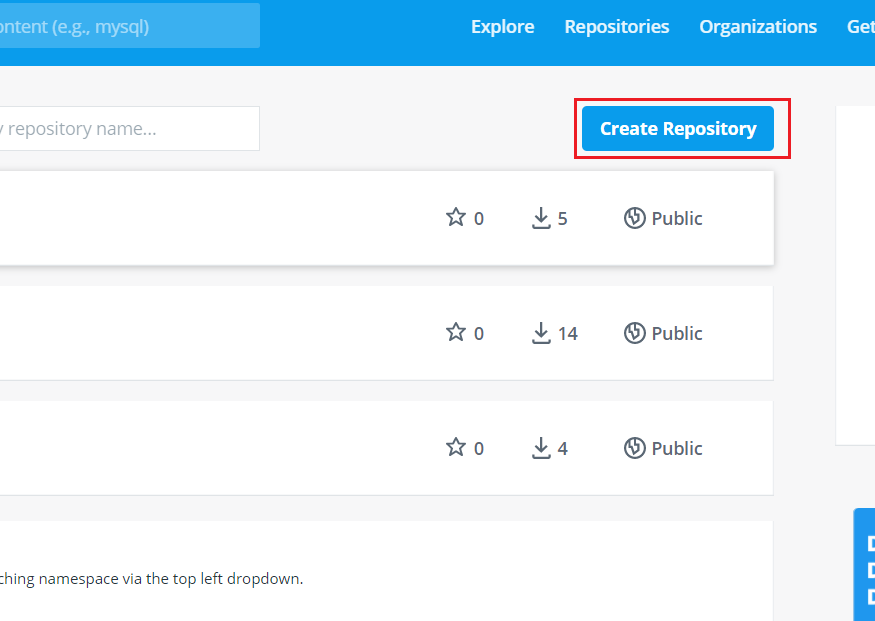 ontent (e.g., mysql)
Explore Repositories Organizations Get
y repository name...
Create Repository
0 5 Public
0 14 Public
0 4 Public
ching namespace via the top left dropdown.